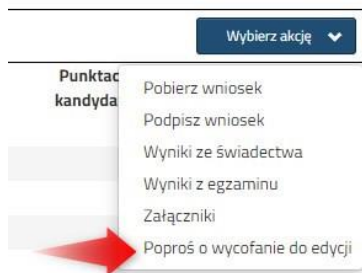 Wybierz akcję
Punktac
kandyda
Pobierz wniosek
Podpisz wniosek
Wyniki ze świadectwa
Wyniki z egzaminu
Załączniki
Poproś o wycofanie do edycji